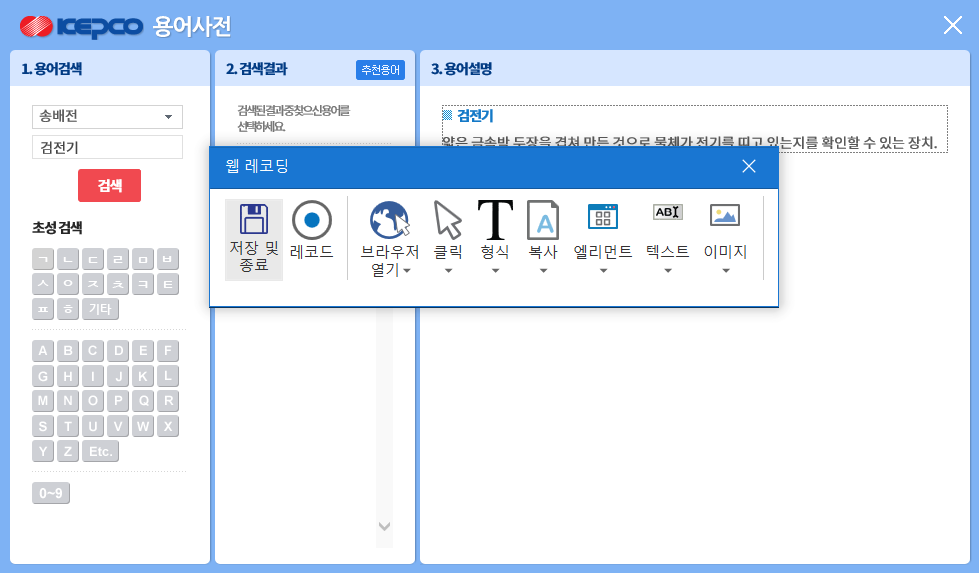 KEPCO 용어사전
1. 용어검색
2. 검색결과
추천용어
3. 용어설명
송배전
검전기
검색
초성 검색
ㄱ ㄴ ㄷ ㄹ ㅁ ㅂ
ㅅ ㅇ ㅈ ㅊ ㅋ ㅌ
ㅍ ㅎ 기타
A B C D E F
G H I J K L
M N O P Q R
S T U V W X
Y Z Etc.
0~9
검색된 결과 중 찾으신 용어를
선택하세요.
검전기
얇은 금속박 두장을 겹쳐 만든 것으로 물체가 전기를 띠고 있는지를 확인할 수 있는 장치.
웹 레코딩
저장 및
종료
레코드
브라우저
열기
클릭
T
형식
A
복사
엘리먼트
AB
텍스트
이미지